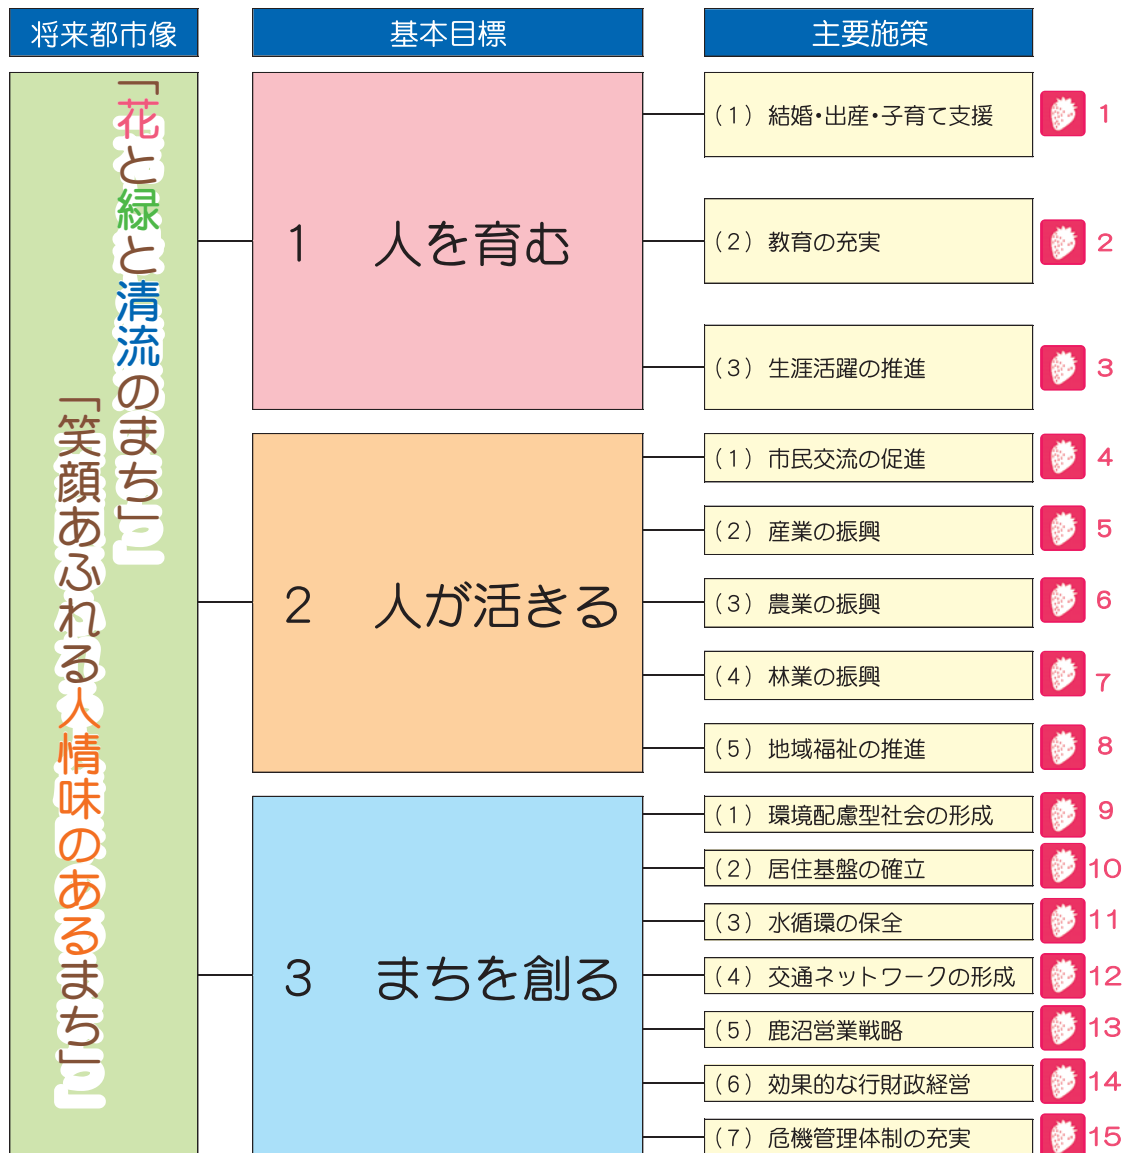 将来都市像
基本目標
主要施策
「花と緑と清流のまち」
「笑顔あふれる人情味のあるまち」
1 人を育む
(1) 結婚・出産・子育て支援
1
(2) 教育の充実
2
(3) 生涯活躍の推進
3
2 人が活きる
(1) 市民交流の促進
4
(2) 産業の振興
5
(3) 農業の振興
6
(4) 林業の振興
7
(5) 地域福祉の推進
8
3 まちを創る
(1) 環境配慮型社会の形成
9
(2) 居住基盤の確立
10
(3) 水循環の保全
11
(4) 交通ネットワークの形成
12
(5) 鹿沼営業戦略
13
(6) 効果的な行財政経営
14
(7) 危機管理体制の充実
15